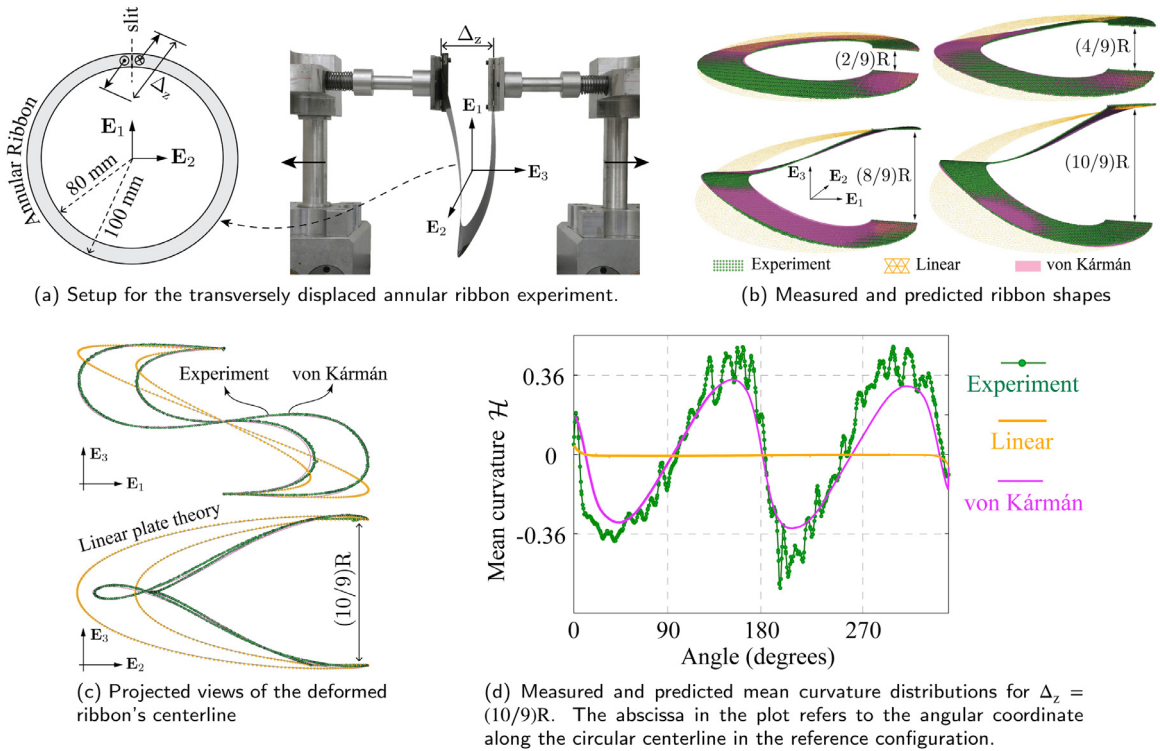 slit
Δz
E1
E2
Annular Ribbon
80 mm
100 mm
Δz
E1
E3
E2
(a) Setup for the transversely displaced annular ribbon experiment.
(2/9)R
(4/9)R
(8/9)R
(10/9)R
E3
E2
E1
Experiment
Linear
von Kármán
(b) Measured and predicted ribbon shapes
Experiment
von Kármán
E3
E1
Linear plate theory
(10/9)R
E3
E2
(c) Projected views of the deformed
ribbon's centerline
Mean curvature ℋ
0.36
0
-0.36
0
90
180
270
Angle (degrees)
Experiment
Linear
von Kármán
(d) Measured and predicted mean curvature distributions for Δz =
(10/9)R. The abscissa in the plot refers to the angular coordinate
along the circular centerline in the reference configuration.